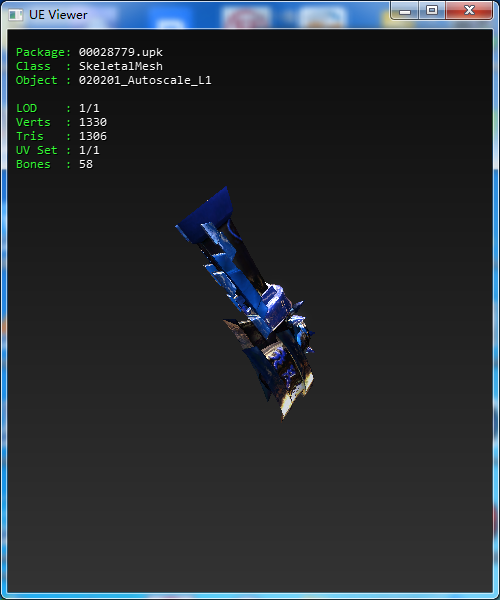 UE Viewer
Package: 00028779.upk
Class : SkeletalMesh
Object : 020201_Autoscale_L1
LOD : 1/1
Verts : 1330
Tris : 1306
UV Set : 1/1
Bones : 58